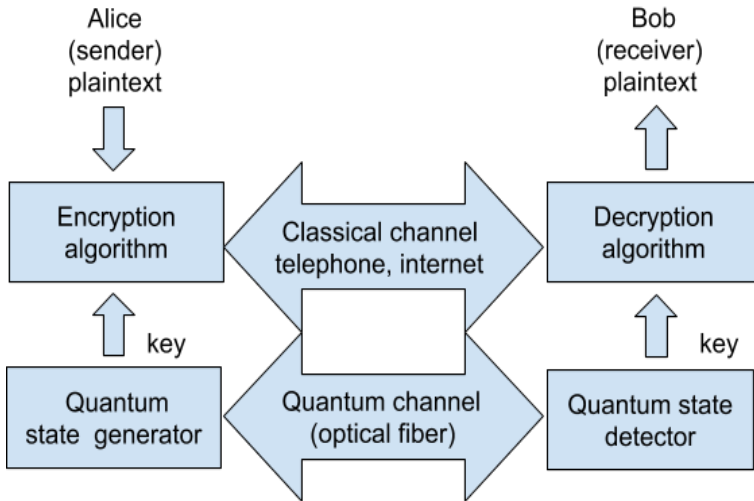 Alice
(sender)
plaintext
Bob
(receiver)
plaintext
Encryption
algorithm
Classical channel
telephone, internet
Decryption
algorithm
key
key
Quantum
state generator
Quantum channel
(optical fiber)
Quantum state
detector